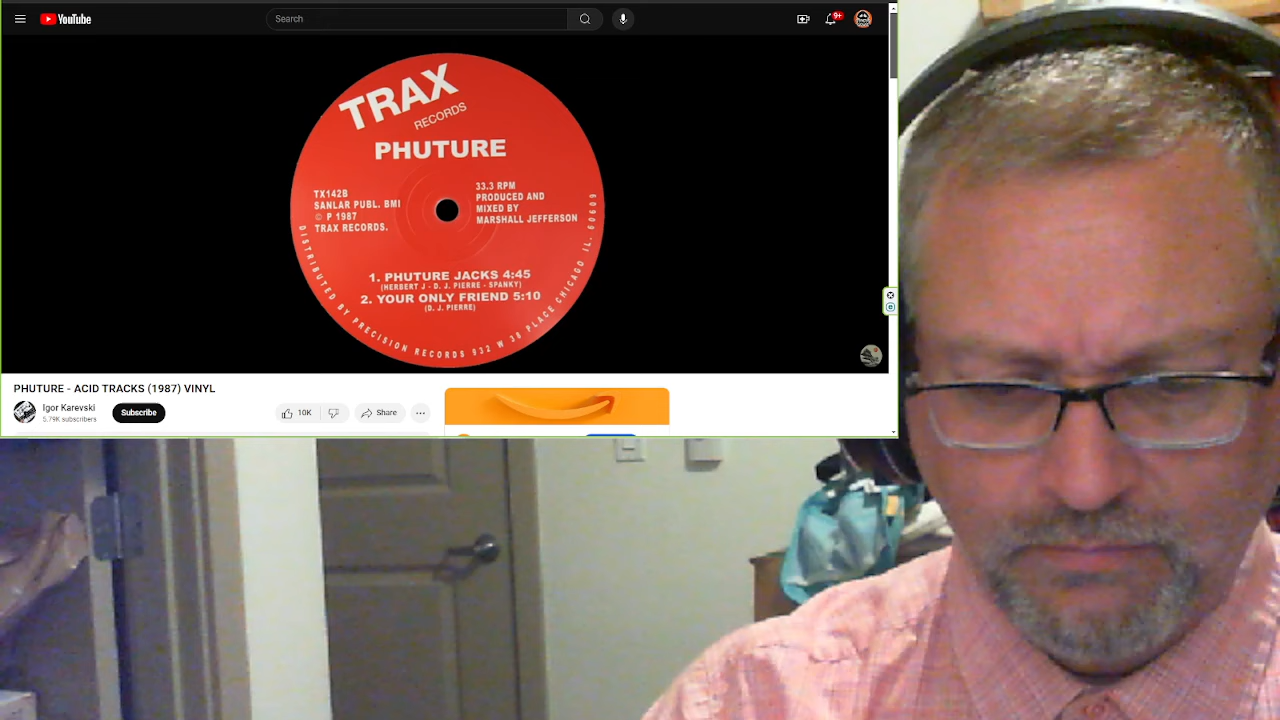 YouTube
Search
9+
TRAX
RECORDS
PHUTURE
TX142B
SANLAR PUBL. BMI
© P 1987
TRAX RECORDS.
33.3 RPM
PRODUCED AND
MIXED BY
MARSHALL JEFFERSON
1. PHUTURE JACKS 4:45
(HERBERT J - D. J. PIERRE - SPANKY)
2. YOUR ONLY FRIEND 5:10
(D. J. PIERRE)
DISTRIBUTED BY PRECISION RECORDS 932 W 38 PLACE CHICAGO IL. 60609
PHUTURE - ACID TRACKS (1987) VINYL
Igor Karevski
5.79K subscribers
Subscribe
10K
Share